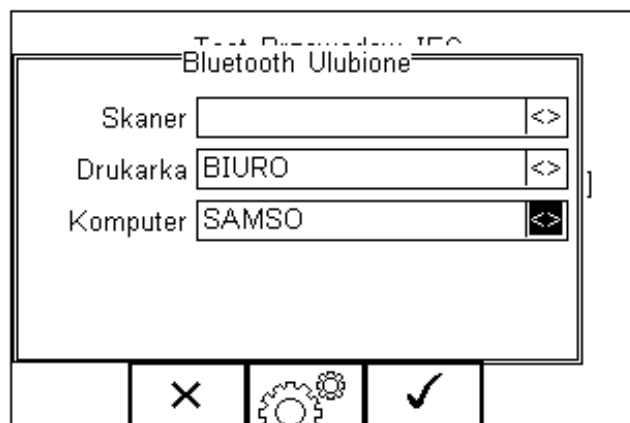 Bluetooth Ulubione
Skaner <>
Drukarka BIURO <>
Komputer SAMSO <>